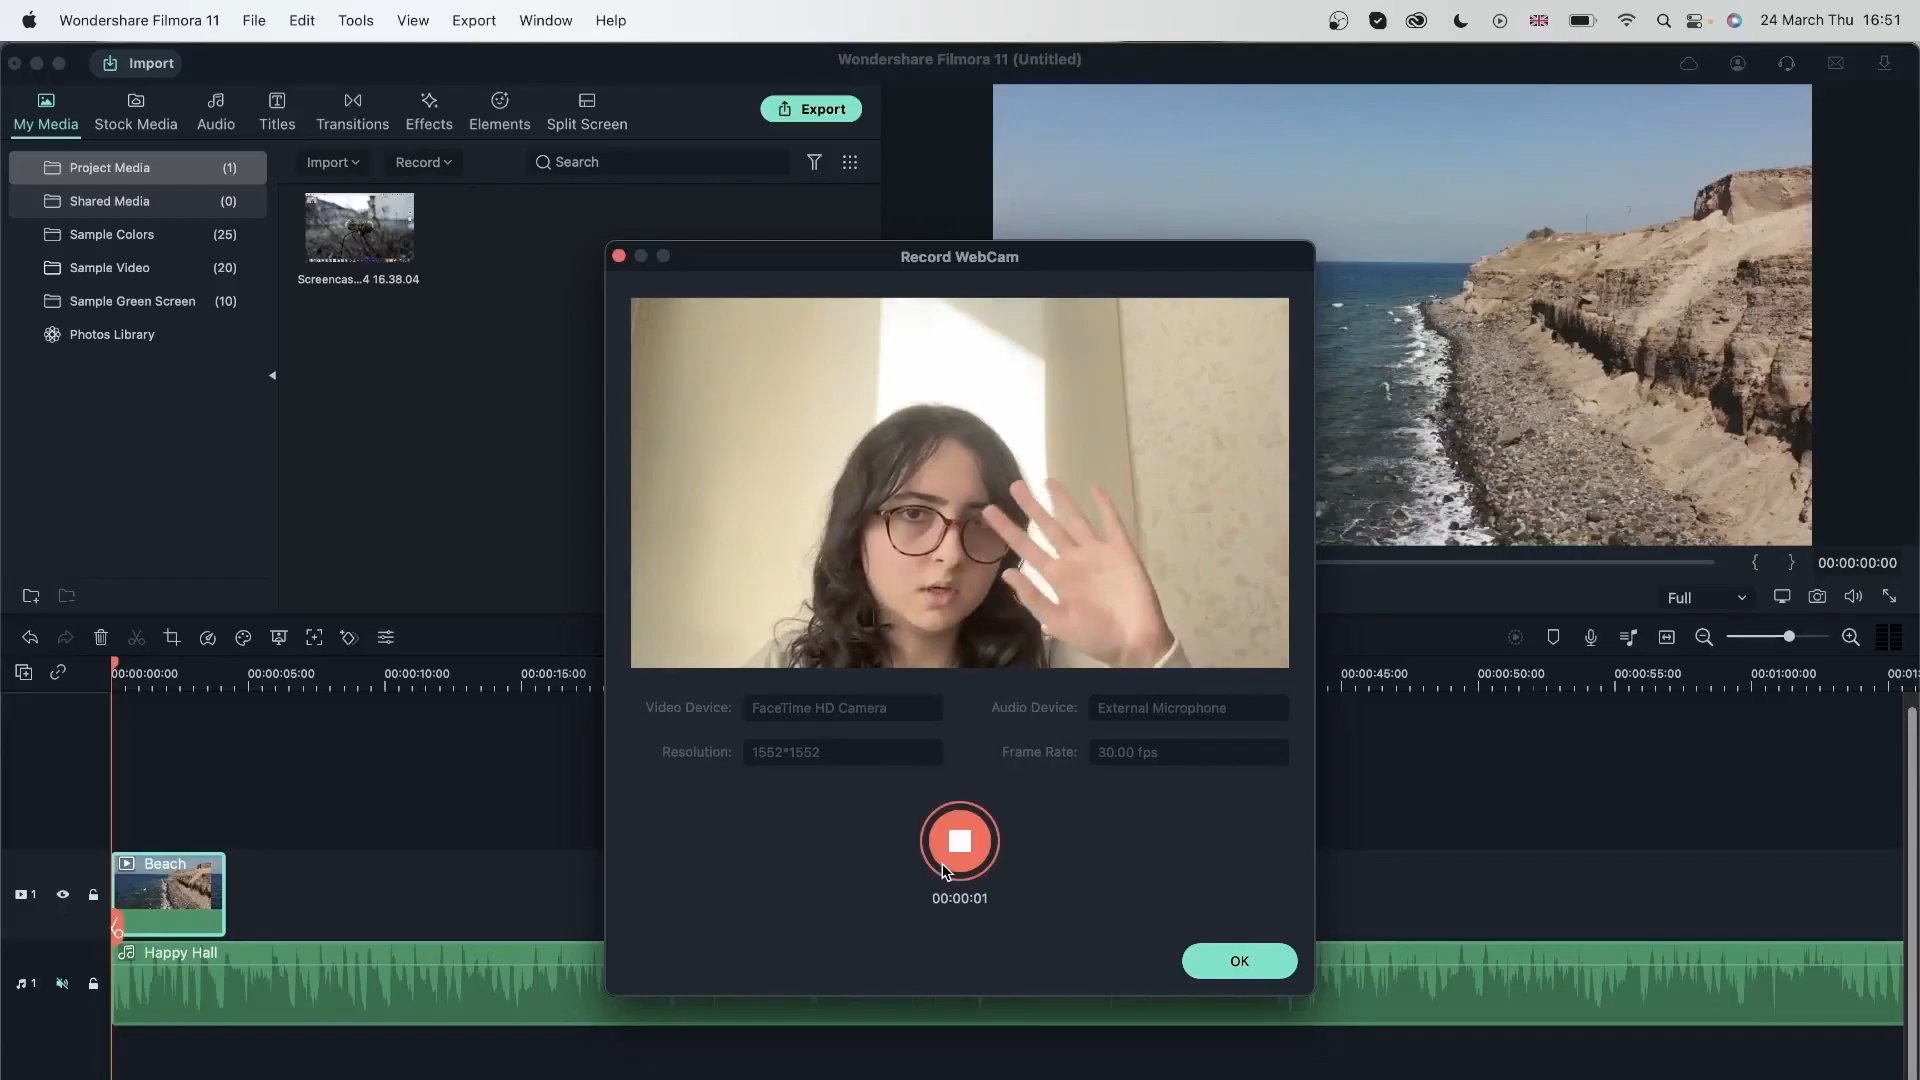 Wondershare Filmora 11 File Edit Tools View Export Window Help 24 March Thu 16:51
Import Wondershare Filmora 11 (Untitled)
My Media Stock Media Audio Titles Transitions Effects Elements Split Screen Export
Project Media (1) Import Record Search
Shared Media (0)
Sample Colors (25)
Sample Video (20)
Sample Green Screen (10)
Photos Library
Screencas...4 16.38.04
Record WebCam
00:00:00:00
Full
Video Device: FaceTime HD Camera Audio Device: External Microphone
Resolution: 1552*1552 Frame Rate: 30.00 fps
00:00:01
OK
00:00:00:00 00:00:05:00 00:00:10:00 00:00:15:00 00:00:45:00 00:00:50:00 00:00:55:00 00:01:00:00 00:01:
1 Beach
1 Happy Hall